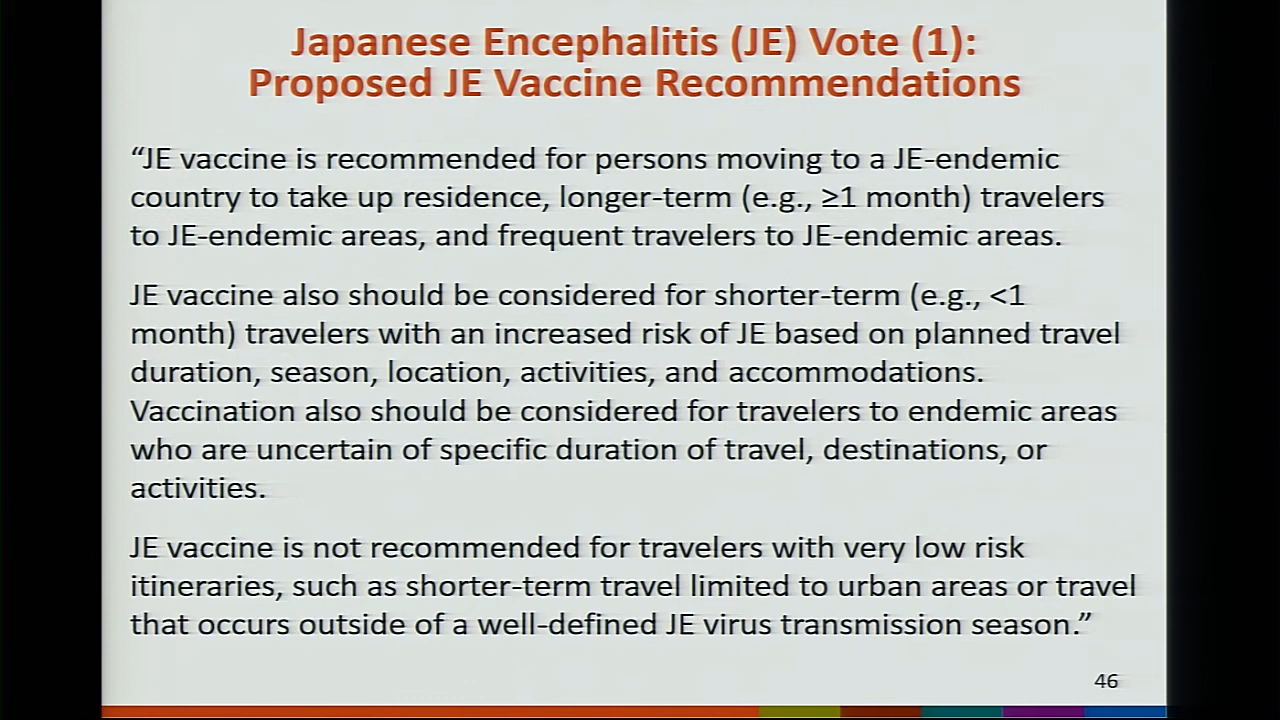 Japanese Encephalitis (JE) Vote (1):
Proposed JE Vaccine Recommendations
“JE vaccine is recommended for persons moving to a JE-endemic
country to take up residence, longer-term (e.g., ≥1 month) travelers
to JE-endemic areas, and frequent travelers to JE-endemic areas.
JE vaccine also should be considered for shorter-term (e.g., <1
month) travelers with an increased risk of JE based on planned travel
duration, season, location, activities, and accommodations.
Vaccination also should be considered for travelers to endemic areas
who are uncertain of specific duration of travel, destinations, or
activities.
JE vaccine is not recommended for travelers with very low risk
itineraries, such as shorter-term travel limited to urban areas or travel
that occurs outside of a well-defined JE virus transmission season.”
46